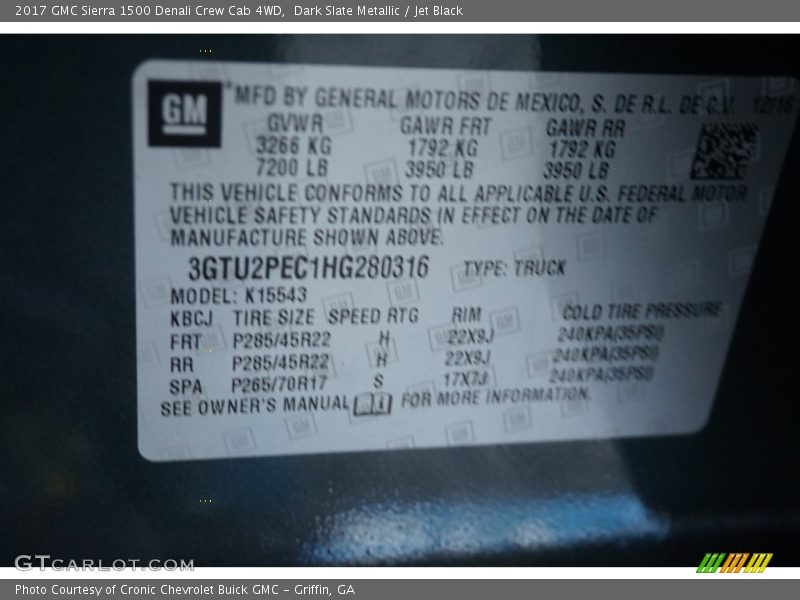 2017 GMC Sierra 1500 Denali Crew Cab 4WD, Dark Slate Metallic / Jet Black
GM
MFD BY GENERAL MOTORS DE MEXICO, S. DE R.L. DE C.V. 12/16
GVWR GAWR FRT GAWR RR
3266 KG 1792 KG 1792 KG
7200 LB 3950 LB 3950 LB
THIS VEHICLE CONFORMS TO ALL APPLICABLE U.S. FEDERAL MOTOR
VEHICLE SAFETY STANDARDS IN EFFECT ON THE DATE OF
MANUFACTURE SHOWN ABOVE.
3GTU2PEC1HG280316 TYPE: TRUCK
MODEL: K15543
KBCJ TIRE SIZE SPEED RTG RIM COLD TIRE PRESSURE
FRT P285/45R22 H 22X9J 240KPA(35PSI)
RR P285/45R22 H 22X9J 240KPA(35PSI)
SPA P265/70R17 S 17X7J 240KPA(35PSI)
SEE OWNER'S MANUAL FOR MORE INFORMATION.
GTCARLOT.COM
Photo Courtesy of Cronic Chevrolet Buick GMC - Griffin, GA